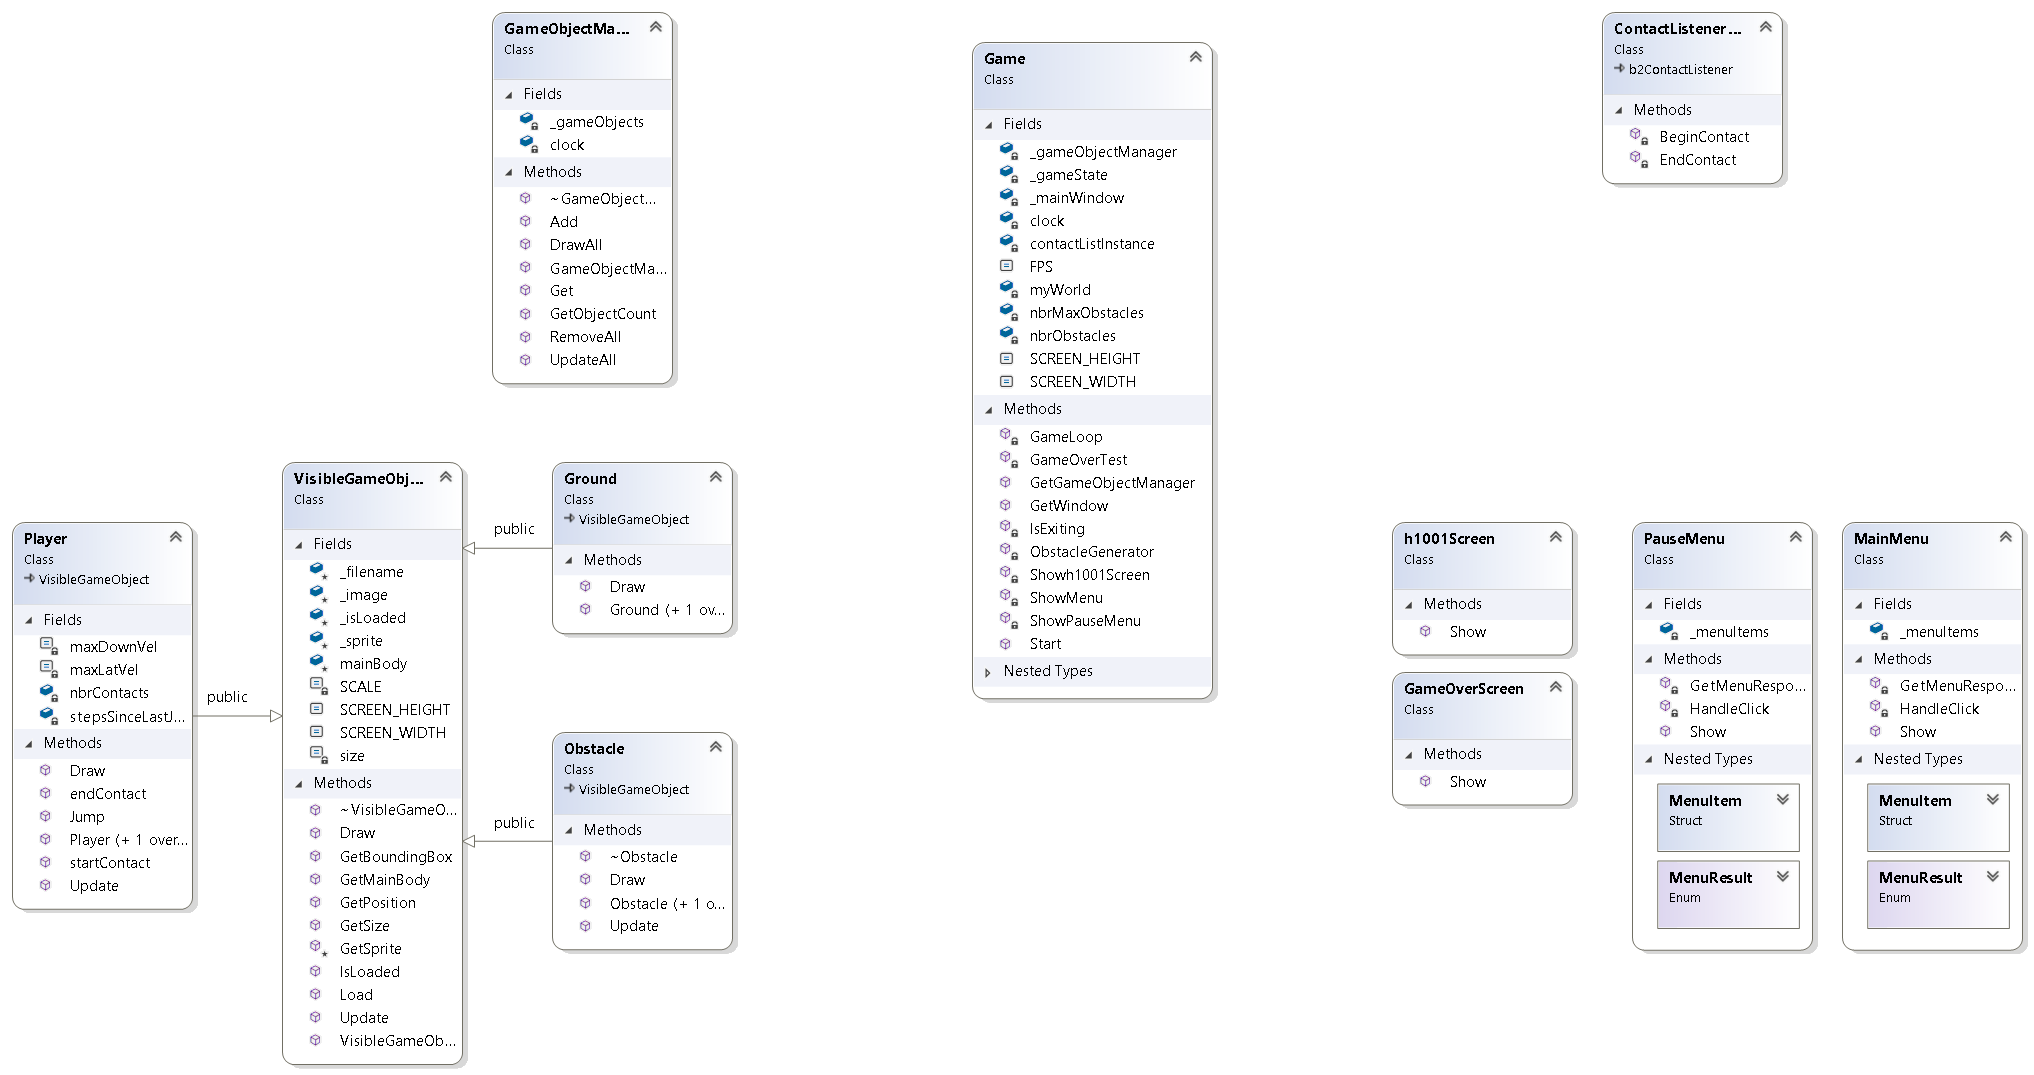 GameObjectMa...
Class
Fields
_gameObjects
clock
Methods
~GameObject...
Add
DrawAll
GameObjectMa...
Get
GetObjectCount
RemoveAll
UpdateAll
Game
Class
Fields
_gameObjectManager
_gameState
_mainWindow
clock
contactListInstance
FPS
myWorld
nbrMaxObstacles
nbrObstacles
SCREEN_HEIGHT
SCREEN_WIDTH
Methods
GameLoop
GameOverTest
GetGameObjectManager
GetWindow
IsExiting
ObstacleGenerator
Showh1001Screen
ShowMenu
ShowPauseMenu
Start
Nested Types
ContactListener...
Class
b2ContactListener
Methods
BeginContact
EndContact
Player
Class
VisibleGameObject
Fields
maxDownVel
maxLatVel
nbrContacts
stepsSinceLastJ...
Methods
Draw
endContact
Jump
Player (+ 1 over...
startContact
Update
public
VisibleGameObj...
Class
Fields
_filename
_image
_isLoaded
_sprite
mainBody
SCALE
SCREEN_HEIGHT
SCREEN_WIDTH
size
Methods
~VisibleGameO...
Draw
GetBoundingBox
GetMainBody
GetPosition
GetSize
GetSprite
IsLoaded
Load
Update
VisibleGameOb...
public
Ground
Class
VisibleGameObject
Methods
Draw
Ground (+ 1 ov...
public
Obstacle
Class
VisibleGameObject
Methods
~Obstacle
Draw
Obstacle (+ 1 o...
Update
h1001Screen
Class
Methods
Show
GameOverScreen
Class
Methods
Show
PauseMenu
Class
Fields
_menuItems
Methods
GetMenuRespo...
HandleClick
Show
Nested Types
MenuItem
Struct
MenuResult
Enum
MainMenu
Class
Fields
_menuItems
Methods
GetMenuRespo...
HandleClick
Show
Nested Types
MenuItem
Struct
MenuResult
Enum